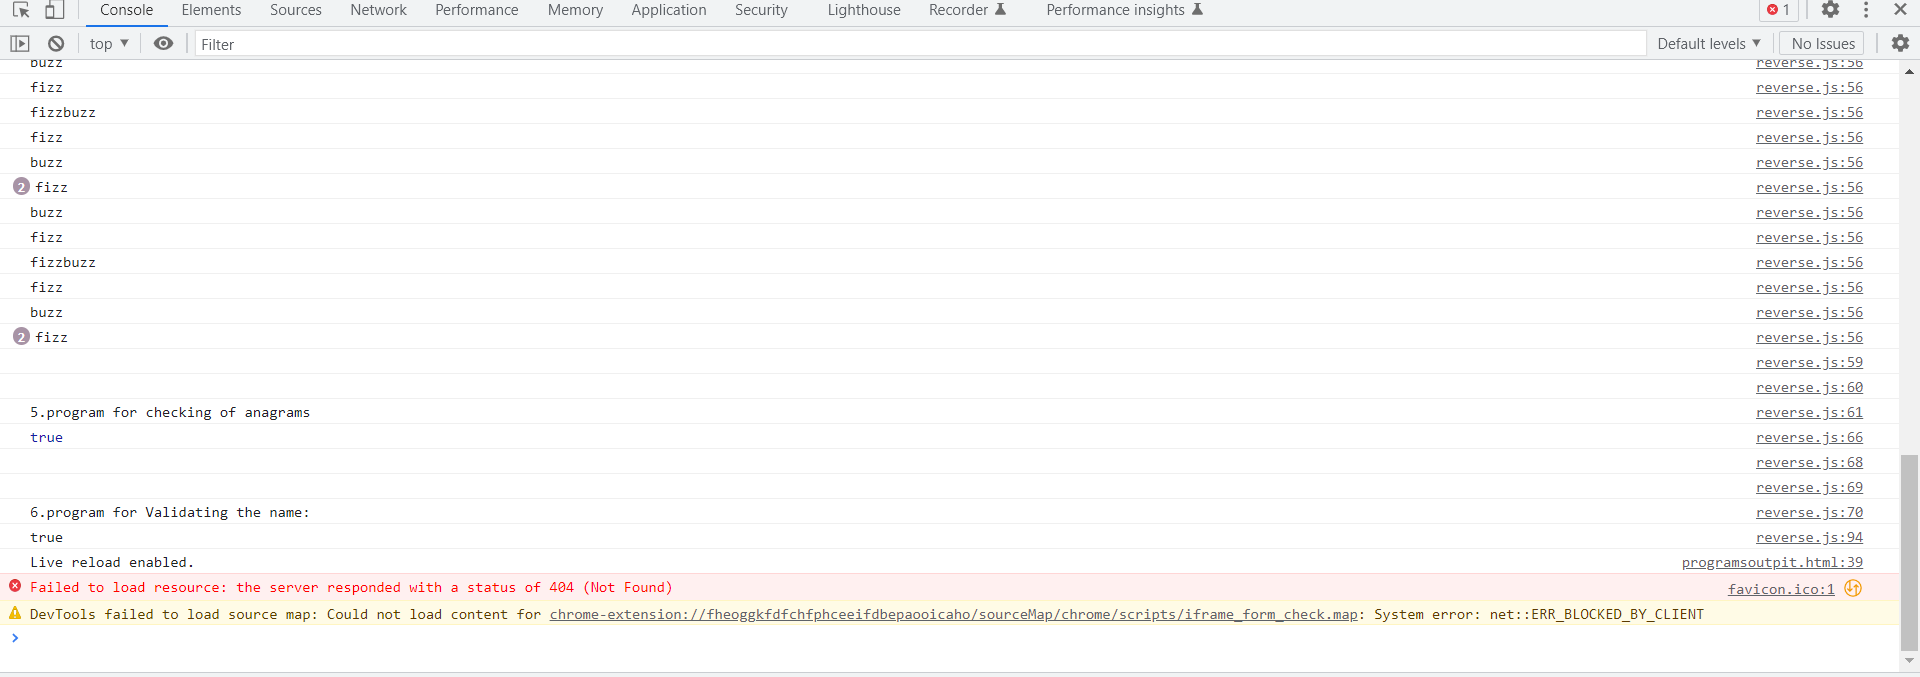 Console Elements Sources Network Performance Memory Application Security Lighthouse Recorder Performance insights 1
top Filter Default levels No Issues
buzz reverse.js:56
fizz reverse.js:56
fizzbuzz reverse.js:56
fizz reverse.js:56
buzz reverse.js:56
2 fizz reverse.js:56
buzz reverse.js:56
fizz reverse.js:56
fizzbuzz reverse.js:56
fizz reverse.js:56
buzz reverse.js:56
2 fizz reverse.js:56
reverse.js:59
reverse.js:60
5.program for checking of anagrams reverse.js:61
true reverse.js:66
reverse.js:68
reverse.js:69
6.program for Validating the name: reverse.js:70
true reverse.js:94
Live reload enabled. programsoutpit.html:39
Failed to load resource: the server responded with a status of 404 (Not Found) favicon.ico:1
DevTools failed to load source map: Could not load content for chrome-extension://fheoggkfdfchfphceeifdbepaooicaho/sourceMap/chrome/scripts/iframe_form_check.map: System error: net::ERR_BLOCKED_BY_CLIENT